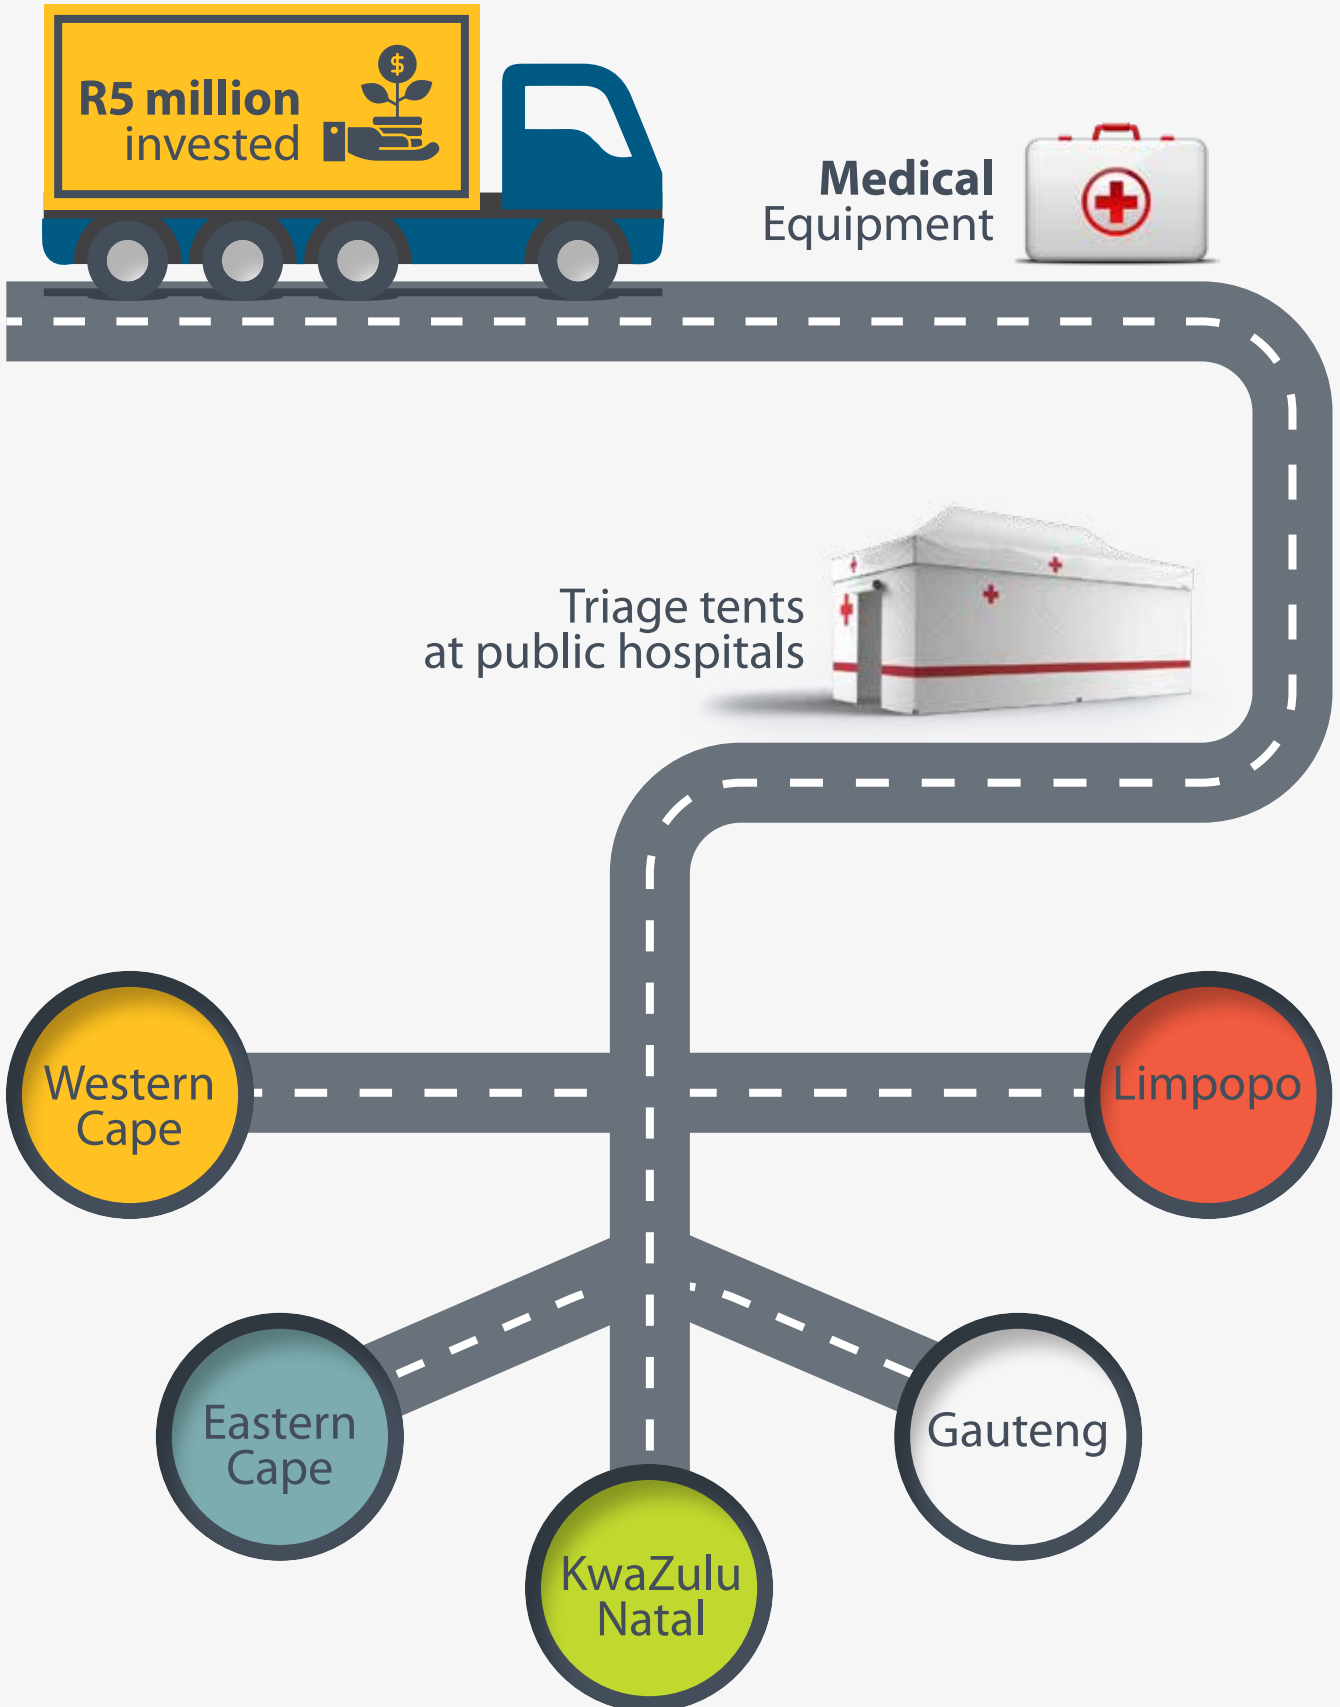 R5 million
invested
$
Medical
Equipment
Triage tents
at public hospitals
Western
Cape
Limpopo
Eastern
Cape
Gauteng
KwaZulu
Natal